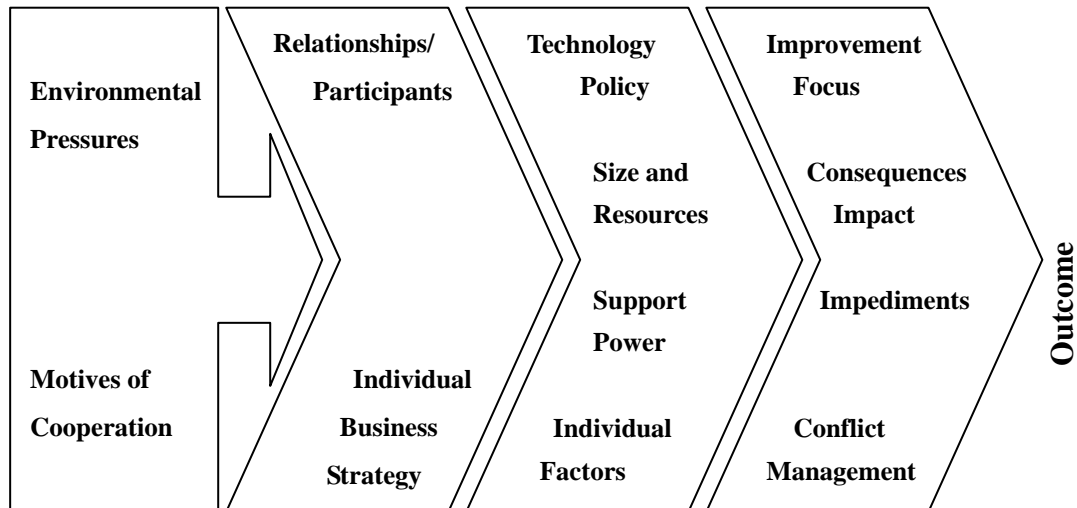 Environmental
Pressures
Motives of
Cooperation
Relationships/
Participants
Individual
Business
Strategy
Technology
Policy
Size and
Resources
Support
Power
Individual
Factors
Improvement
Focus
Consequences
Impact
Impediments
Conflict
Management
Outcome